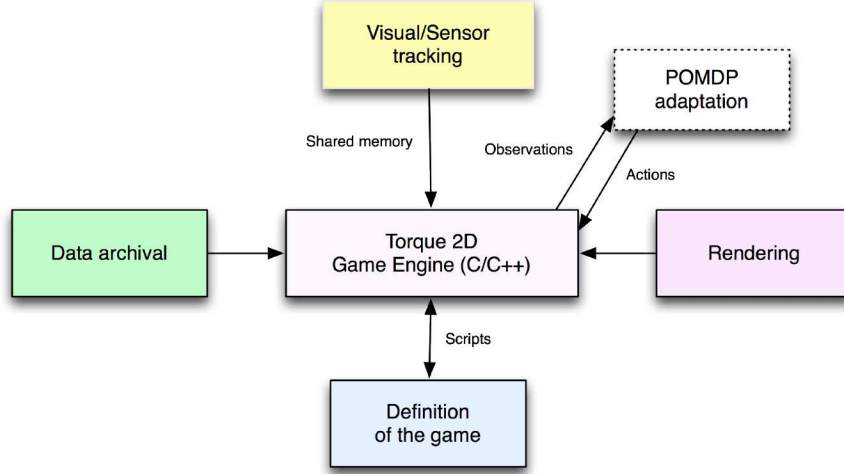 Visual/Sensor
tracking
POMDP
adaptation
Shared memory
Observations
Actions
Data archival
Torque 2D
Game Engine (C/C++)
Rendering
Scripts
Definition
of the game